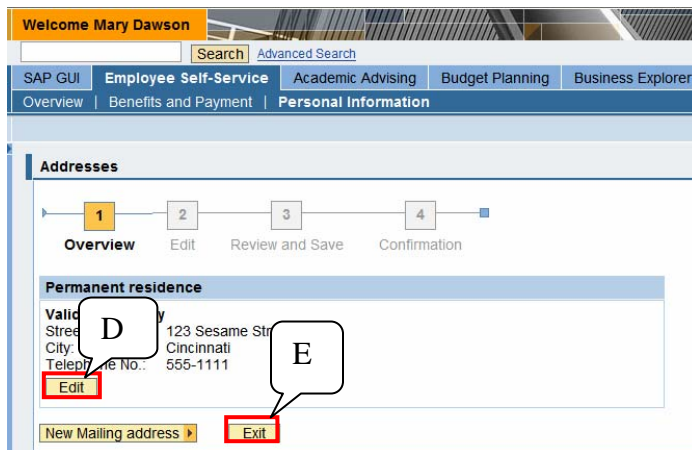 Welcome Mary Dawson
Search Advanced Search
SAP GUI Employee Self-Service Academic Advising Budget Planning Business Explorer
Overview | Benefits and Payment | Personal Information
Addresses
1 2 3 4
Overview Edit Review and Save Confirmation
Permanent residence
D
123 Sesame
City: Cincinnati
No.: 555-1111
E
Edit
New Mailing address Exit